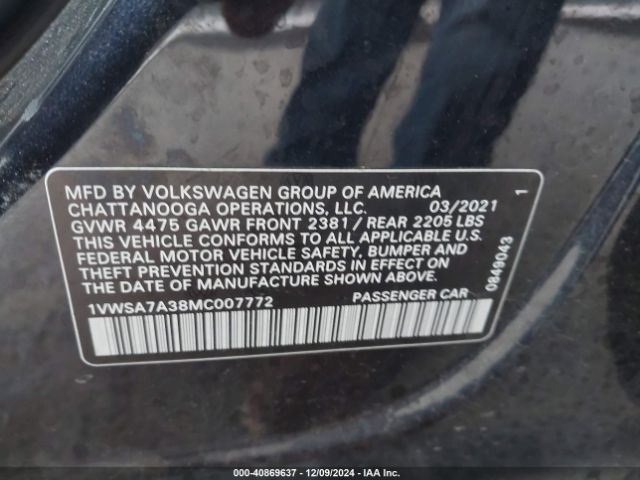 MFD BY VOLKSWAGEN GROUP OF AMERICA
CHATTANOOGA OPERATIONS, LLC. 03/2021
GVWR 4475 GAWR FRONT 2381 / REAR 2205 LBS
THIS VEHICLE CONFORMS TO ALL APPLICABLE U.S.
FEDERAL MOTOR VEHICLE SAFETY, BUMPER AND
THEFT PREVENTION STANDARDS IN EFFECT ON
THE DATE OF MANUFACTURE SHOWN ABOVE.
1VWSA7A38MC007772 PASSENGER CAR
0849043 1
000-40869637 - 12/09/2024 - IAA Inc.